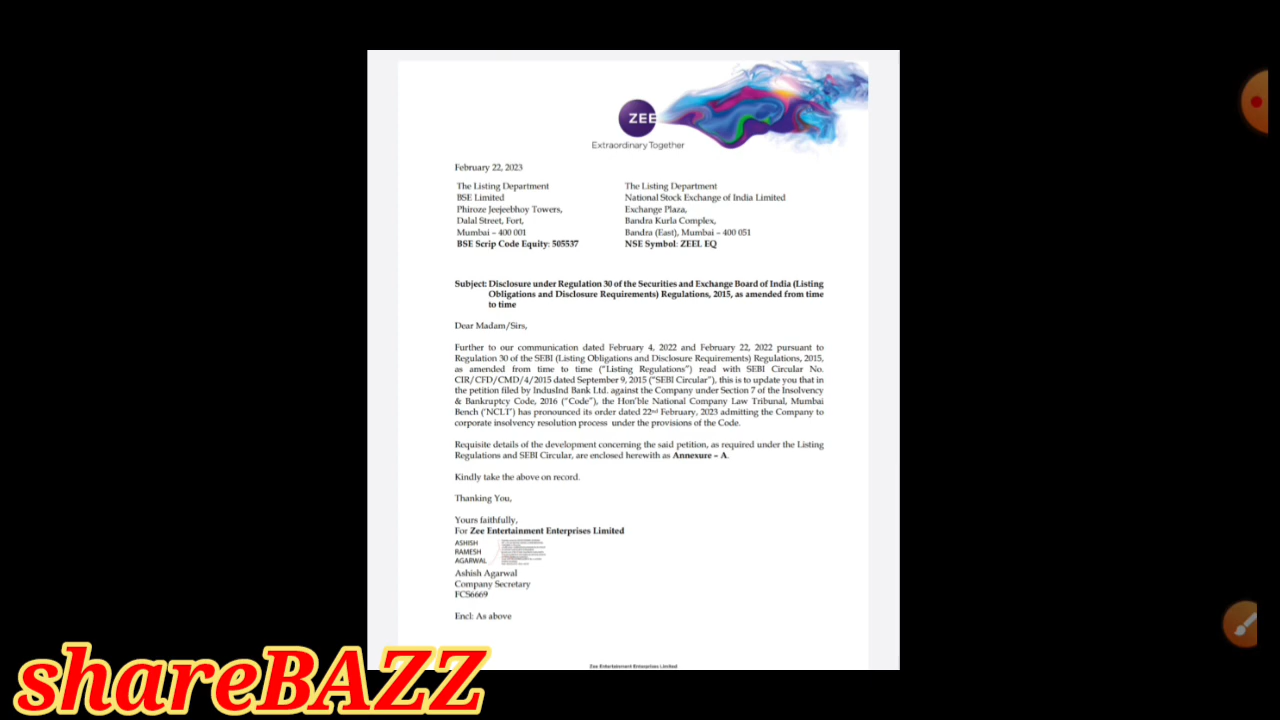 ZEE
Extraordinary Together
February 22, 2023
The Listing Department
BSE Limited
Phiroze Jeejeebhoy Towers,
Dalal Street, Fort,
Mumbai – 400 001
BSE Scrip Code Equity: 505537
The Listing Department
National Stock Exchange of India Limited
Exchange Plaza,
Bandra Kurla Complex,
Bandra (East), Mumbai – 400 051
NSE Symbol: ZEEL EQ
Subject: Disclosure under Regulation 30 of the Securities and Exchange Board of India (Listing
Obligations and Disclosure Requirements) Regulations, 2015, as amended from time
to time
Dear Madam/Sirs,
Further to our communication dated February 4, 2022 and February 22, 2022 pursuant to
Regulation 30 of the SEBI (Listing Obligations and Disclosure Requirements) Regulations, 2015,
as amended from time to time ("Listing Regulations") read with SEBI Circular No.
CIR/CFD/CMD/4/2015 dated September 9, 2015 ("SEBI Circular"), this is to update you that in
the petition filed by IndusInd Bank Ltd. against the Company under Section 7 of the Insolvency
& Bankruptcy Code, 2016 ("Code"), the Hon'ble National Company Law Tribunal, Mumbai
Bench ('NCLT') has pronounced its order dated 22nd February, 2023 admitting the Company to
corporate insolvency resolution process under the provisions of the Code.
Requisite details of the development concerning the said petition, as required under the Listing
Regulations and SEBI Circular, are enclosed herewith as Annexure – A.
Kindly take the above on record.
Thanking You,
Yours faithfully,
For Zee Entertainment Enterprises Limited
ASHISH
RAMESH
AGARWAL
Ashish Agarwal
Company Secretary
FCS6669
Encl: As above
Zee Entertainment Enterprises Limited
shareBAZZ